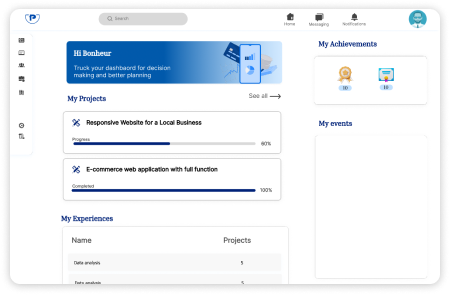 P
Search
Home
Messaging
Notifications
Hi Bonheur
Truck your dashbaord for decision
making and better planning
My Projects
See all
Responsive Website for a Local Business
Progress
60%
E-commerce web application with full function
Completed
100%
My Experiences
Name Projects
Data analysis 5
Data analysis 5
My Achievements
10 10
My events